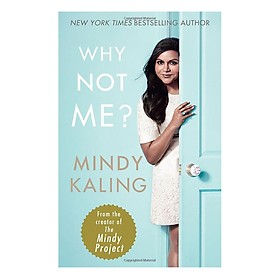 NEW YORK TIMES BESTSELLING AUTHOR
WHY
NOT
ME?
MINDY
KALING
From the
creator of
The
Mindy
Project